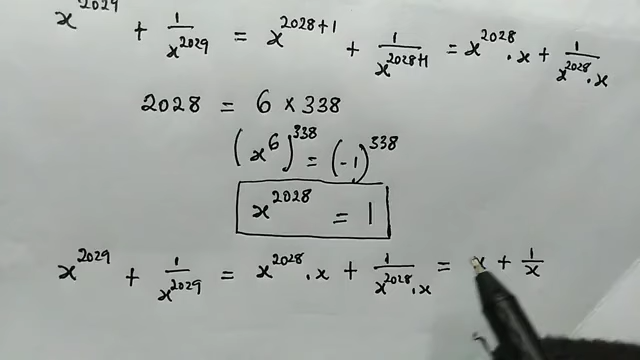 x^2029 + 1/x^2029 = x^(2028+1) + 1/x^(2028+1) = x^2028 . x + 1/(x^2028 . x)
2028 = 6 × 338
(x^6)^338 = (-1)^338
x^2028 = 1
x^2029 + 1/x^2029 = x^2028 . x + 1/(x^2028 . x) = x + 1/x